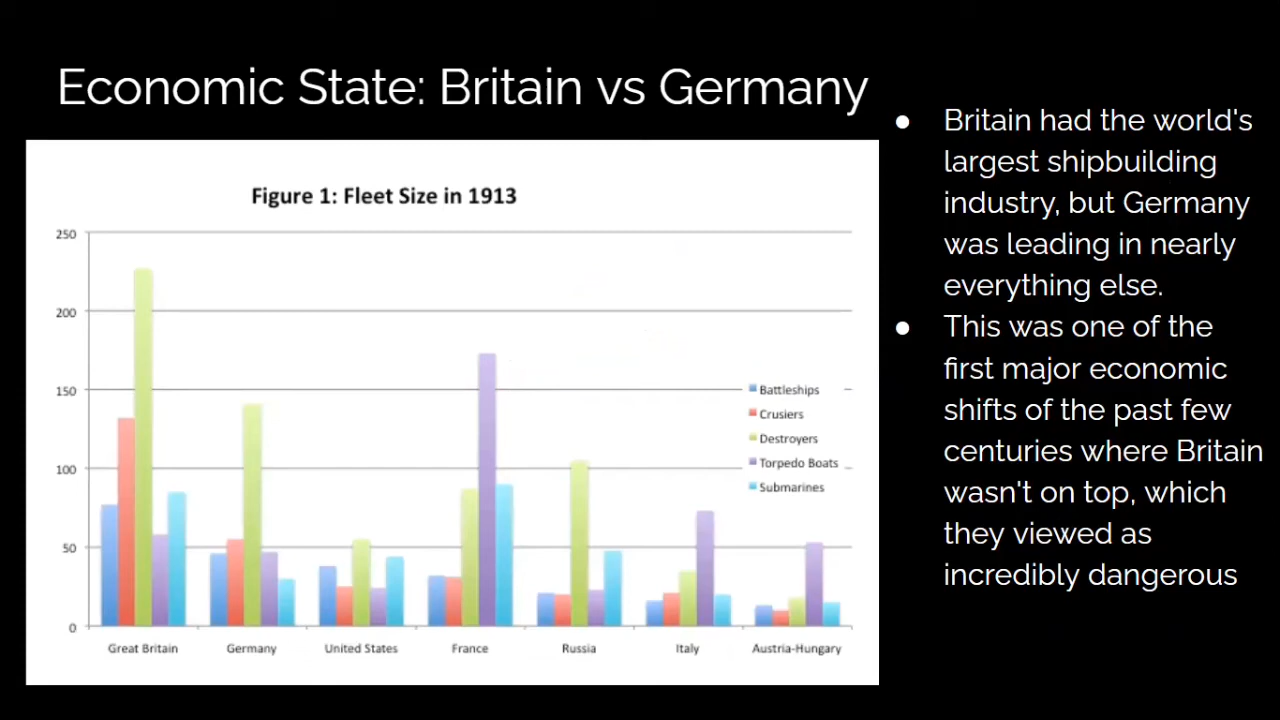 Economic State: Britain vs Germany
Figure 1: Fleet Size in 1913
250
200
150
100
50
0
Great Britain
Germany
United States
France
Russia
Italy
Austria-Hungary
Battleships
Crusiers
Destroyers
Torpedo Boats
Submarines
● Britain had the world's
largest shipbuilding
industry, but Germany
was leading in nearly
everything else.
● This was one of the
first major economic
shifts of the past few
centuries where Britain
wasn't on top, which
they viewed as
incredibly dangerous